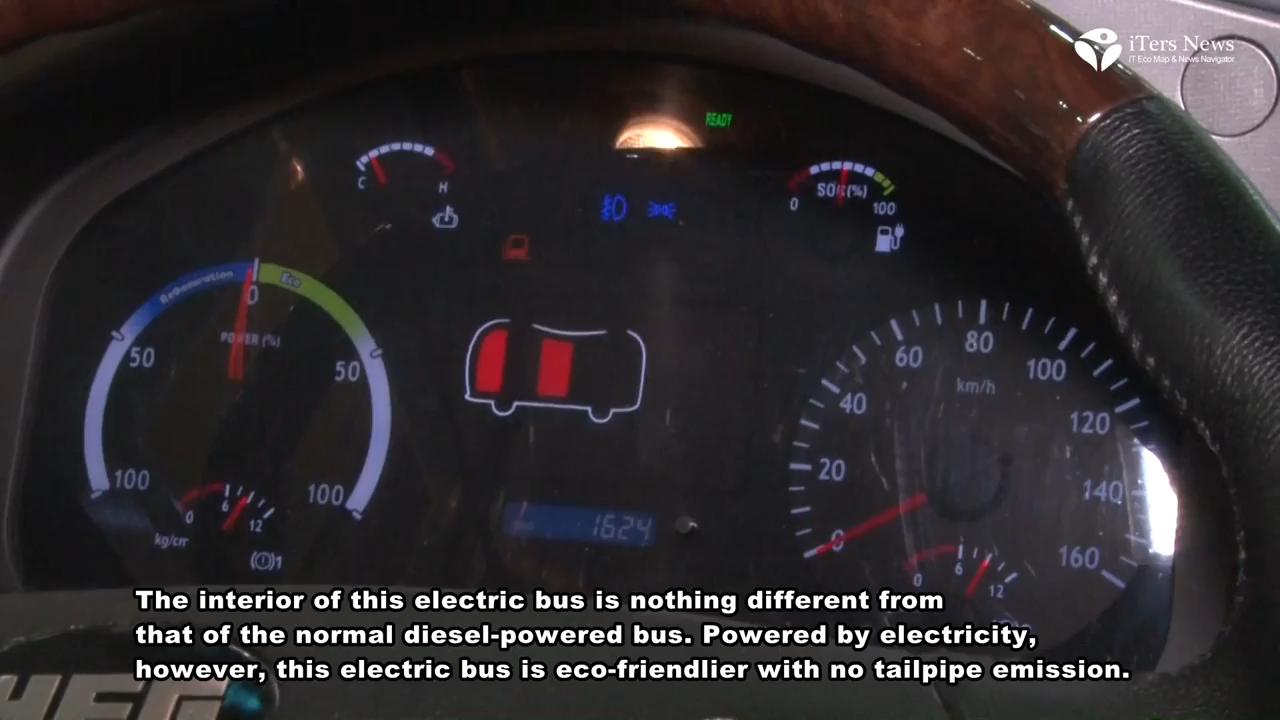 iTers News
IT Eco Map & News Navigator
READY
C
H
SOC(%)
0
100
ReGeneration
Eco
0
POWER (%)
50
50
100
100
0
6
12
kg/cm
1
1624
0
20
40
60
80
100
120
140
160
km/h
0
6
12
The interior of this electric bus is nothing different from
that of the normal diesel-powered bus. Powered by electricity,
however, this electric bus is eco-friendlier with no tailpipe emission.